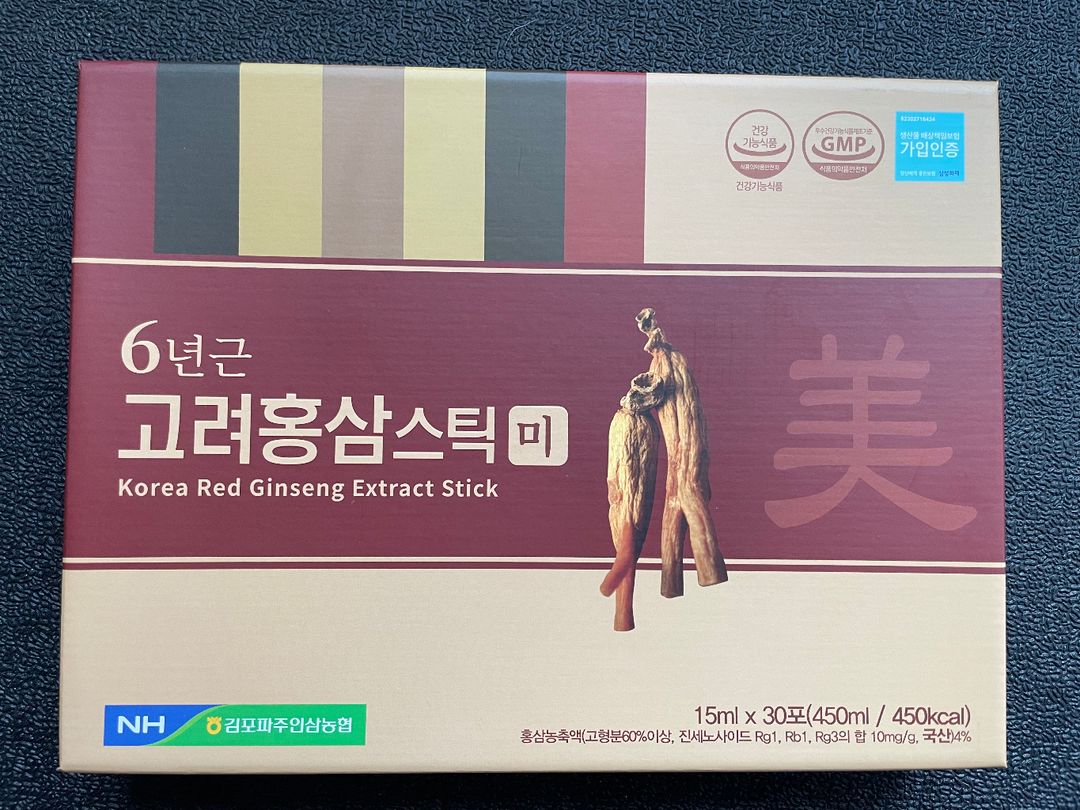 건강
기능식품
식품의약품안전처
건강기능식품
우수건강기능식품제조기준
GMP
식품의약품안전처
62302716434
생산물 배상책임보험
가입인증
삼성화재
6년근
고려홍삼스틱 미
Korea Red Ginseng Extract Stick
美
NH 김포파주인삼농협
15ml x 30포(450ml / 450kcal)
홍삼농축액(고형분60%이상, 진세노사이드 Rg1, Rb1, Rg3의 합 10mg/g, 국산)4%